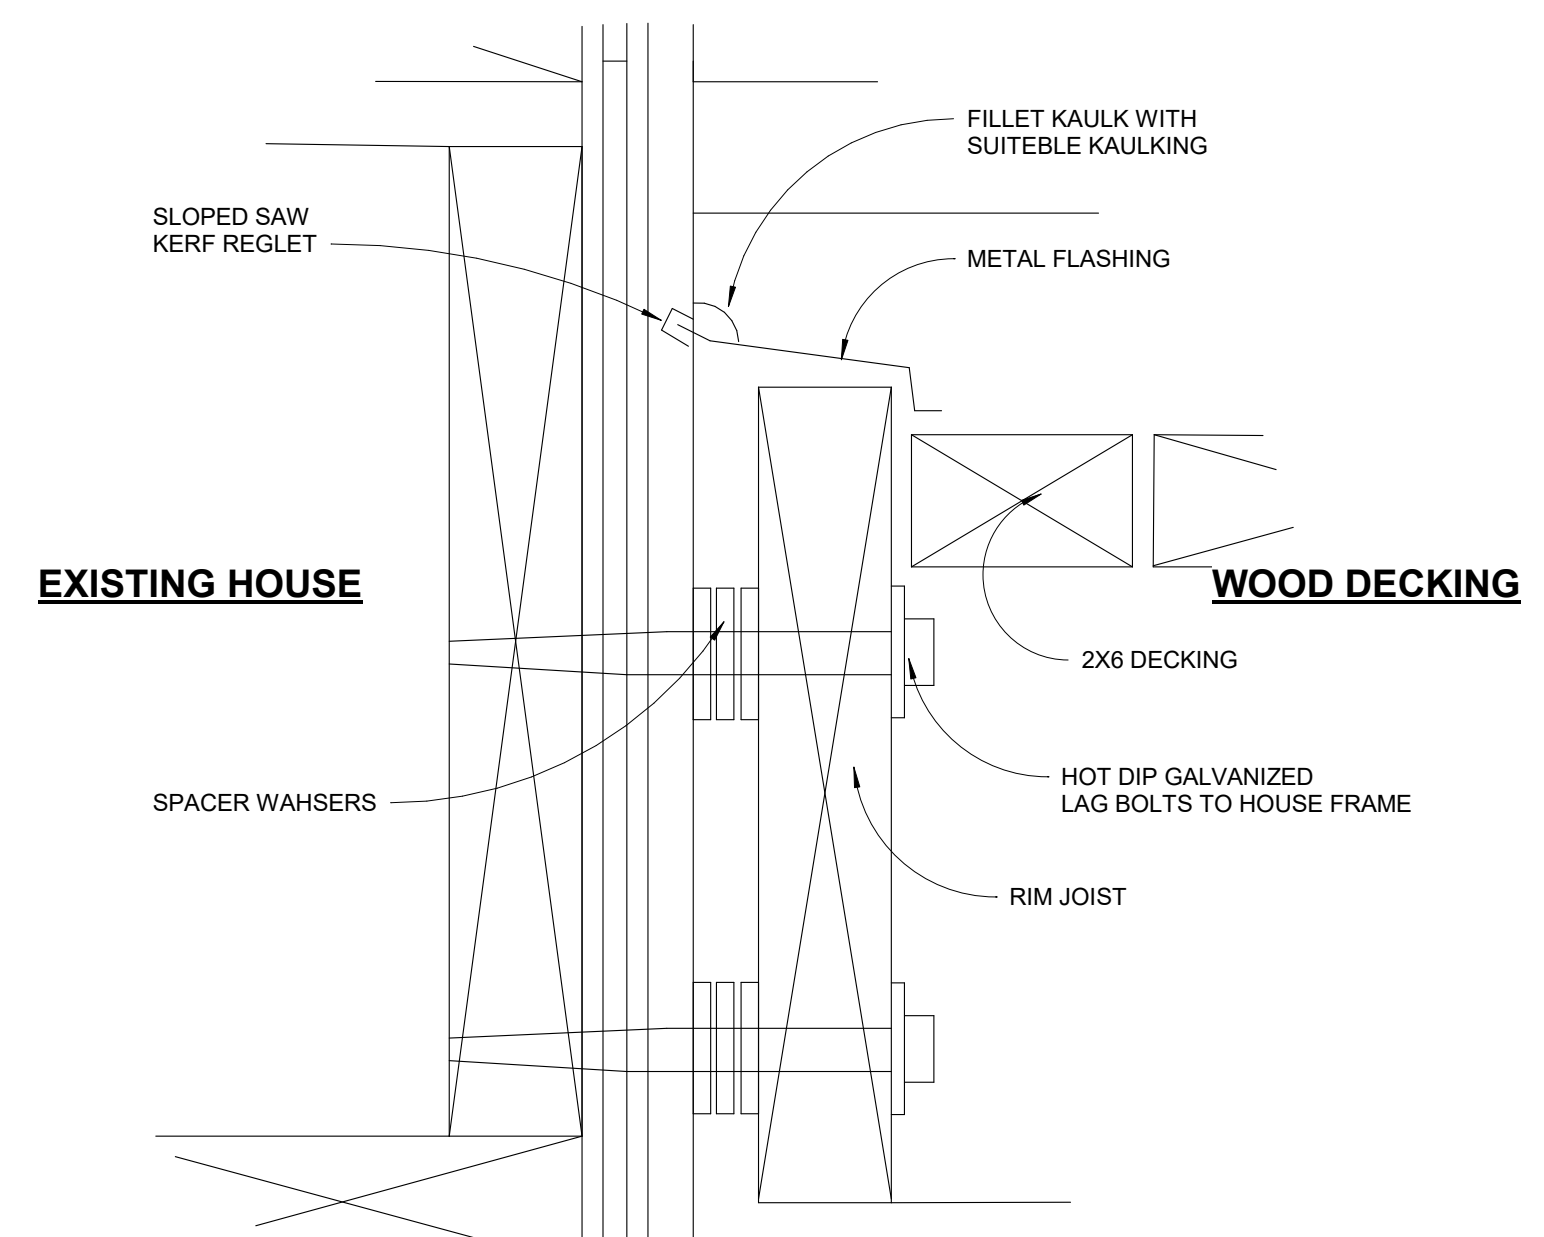 FILLET KAULK WITH
SUITEBLE KAULKING
SLOPED SAW
KERF REGLET
METAL FLASHING
EXISTING HOUSE
WOOD DECKING
2X6 DECKING
HOT DIP GALVANIZED
LAG BOLTS TO HOUSE FRAME
SPACER WAHSERS
RIM JOIST